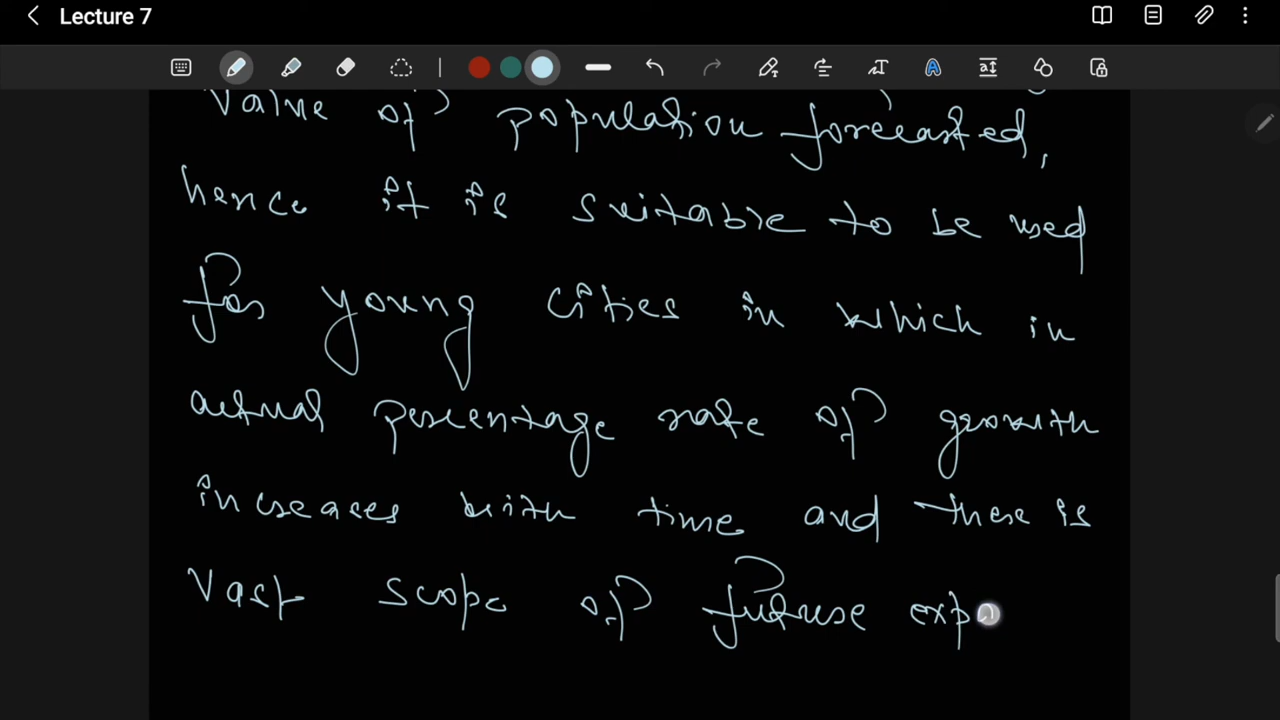 Lecture 7
value of population forecasted,
hence it is suitable to be used
for young cities in which in
actual percentage rate of growth
increases with time and there is
vast scope of future expa